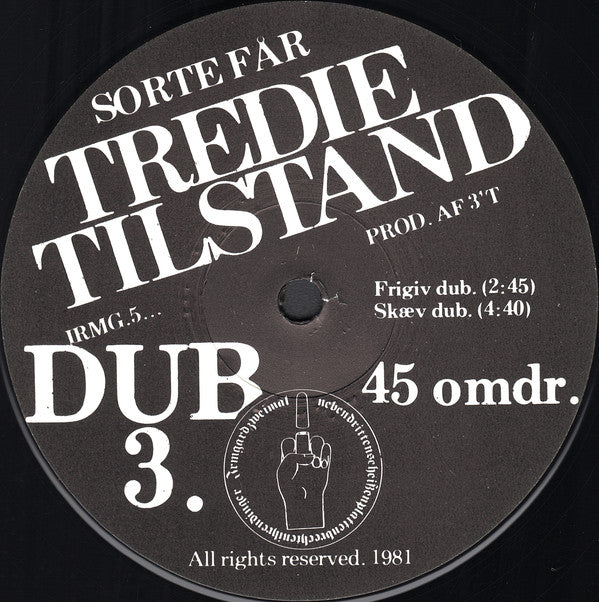 SORTE FÅR
TREDIE
TILSTAND
PROD. AF 3'T
Frigiv dub. (2:45)
Skæv dub. (4:40)
IRMG.5...
DUB
3.
45 omdr.
Irmgardzweimal
All rights reserved. 1981